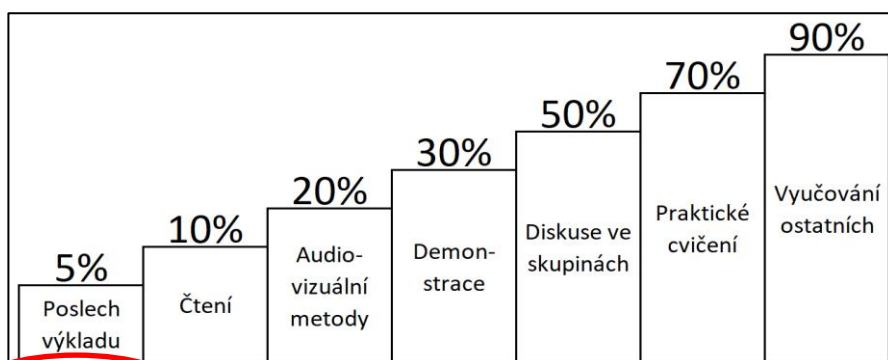 5%
Poslech
výkladu
10%
Čtení
20%
Audio-
vizuální
metody
30%
Demon-
strace
50%
Diskuse ve
skupinách
70%
Praktické
cvičení
90%
Vyučování
ostatních